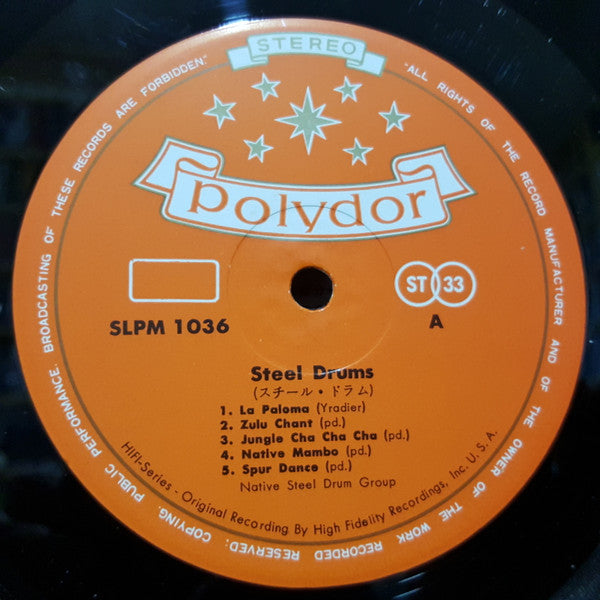 STEREO
"ALL RIGHTS OF THE RECORD MANUFACTURER AND OF THE OWNER OF THE WORK RECORDED RESERVED. COPYING. PUBLIC PERFORMANCE. BROADCASTING OF THESE RECORDS ARE FORBIDDEN"
polydor
ST 33
SLPM 1036
A
Steel Drums
(スチール・ドラム)
1. La Paloma (Yradier)
2. Zulu Chant (pd.)
3. Jungle Cha Cha Cha (pd.)
4. Native Mambo (pd.)
5. Spur Dance (pd.)
Native Steel Drum Group
HIFI-Series - Original Recording By High Fidelity Recordings, Inc. U. S. A.